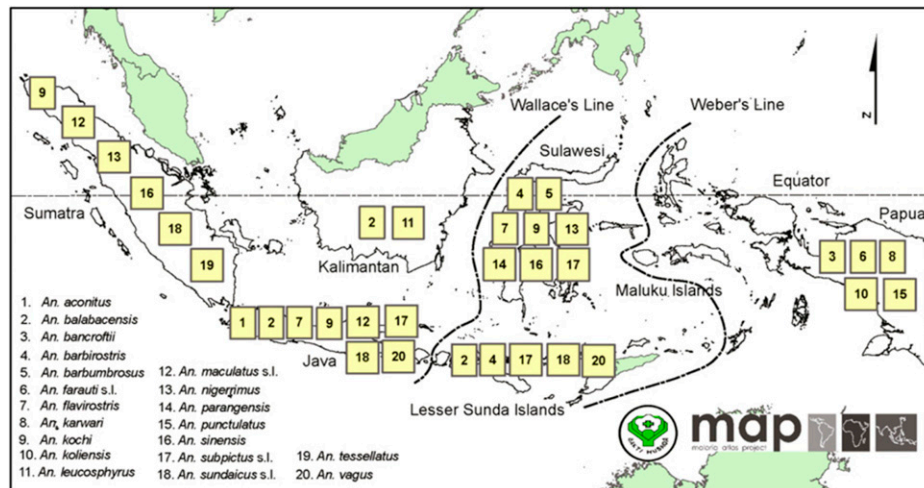 Wallace's Line
Weber's Line
N
Sulawesi
Equator
Papua
Sumatra
Kalimantan
Maluku Islands
Java
Lesser Sunda Islands
9
12
13
16
18
19
2 11
4 5
7 9 13
14 16 17
3 6 8
10 15
1 2 7 9 12 17
18 20
2 4 17 18 20
1. An. aconitus
2. An. balabacensis
3. An. bancroftii
4. An. barbirostris
5. An. barbumbrosus
6. An. farauti s.l.
7. An. flavirostris
8. An. karwari
9. An. kochi
10. An. koliensis
11. An. leucosphyrus
12. An. maculatus s.l.
13. An. nigerrimus
14. An. parangensis
15. An. punctulatus
16. An. sinensis
17. An. subpictus s.l.
18. An. sundaicus s.l.
19. An. tessellatus
20. An. vagus
BAKTI HUSADA
map
malaria atlas project